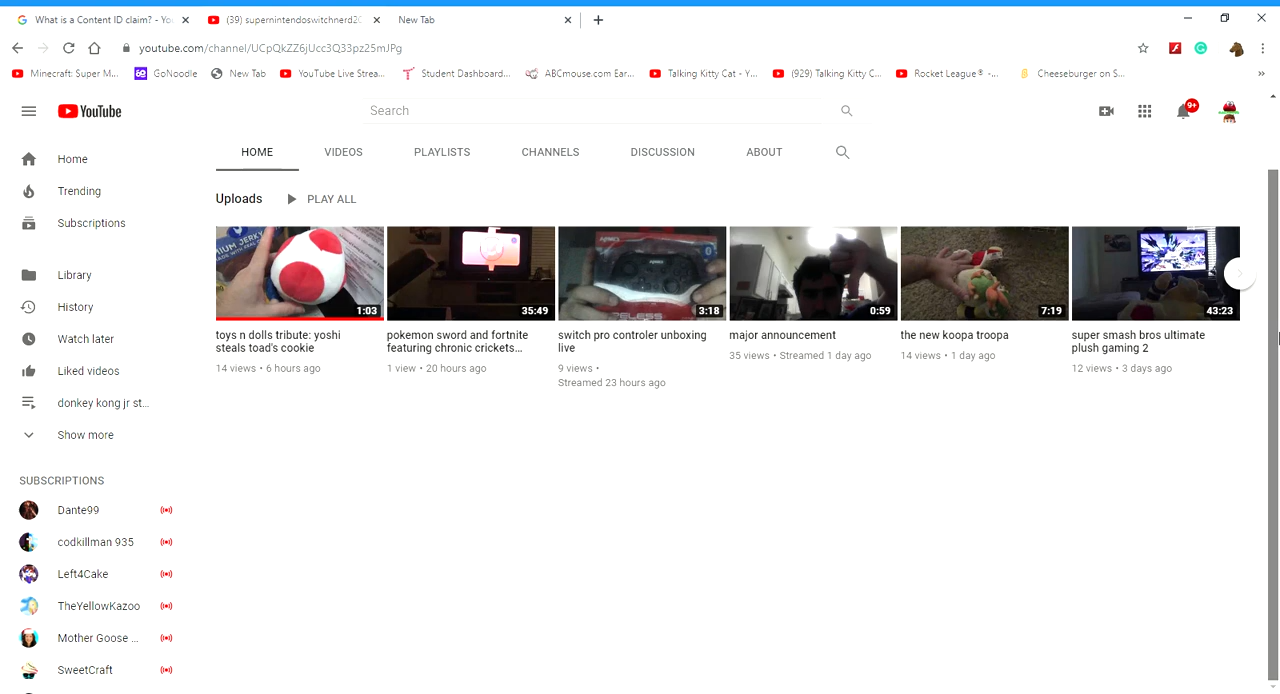 What is a Content ID claim? - Yo
(39) supernintendoswitchnerd20
New Tab
youtube.com/channel/UCpQkZZ6jUcc3Q33pz25mJPg
Minecraft: Super M...
GoNoodle
New Tab
YouTube Live Strea...
Student Dashboard...
ABCmouse.com Ear...
Talking Kitty Cat - Y...
(929) Talking Kitty C...
Rocket League® -...
Cheeseburger on S...
YouTube
Search
9+
HOME
VIDEOS
PLAYLISTS
CHANNELS
DISCUSSION
ABOUT
Home
Trending
Subscriptions
Library
History
Watch later
Liked videos
donkey kong jr st...
Show more
SUBSCRIPTIONS
Dante99
codkillman 935
Left4Cake
TheYellowKazoo
Mother Goose ...
SweetCraft
Uploads
PLAY ALL
1:03
toys n dolls tribute: yoshi
steals toad's cookie
14 views • 6 hours ago
35:49
pokemon sword and fortnite
featuring chronic crickets...
1 view • 20 hours ago
3:18
switch pro controler unboxing
live
9 views •
Streamed 23 hours ago
0:59
major announcement
35 views • Streamed 1 day ago
7:19
the new koopa troopa
14 views • 1 day ago
43:23
super smash bros ultimate
plush gaming 2
12 views • 3 days ago